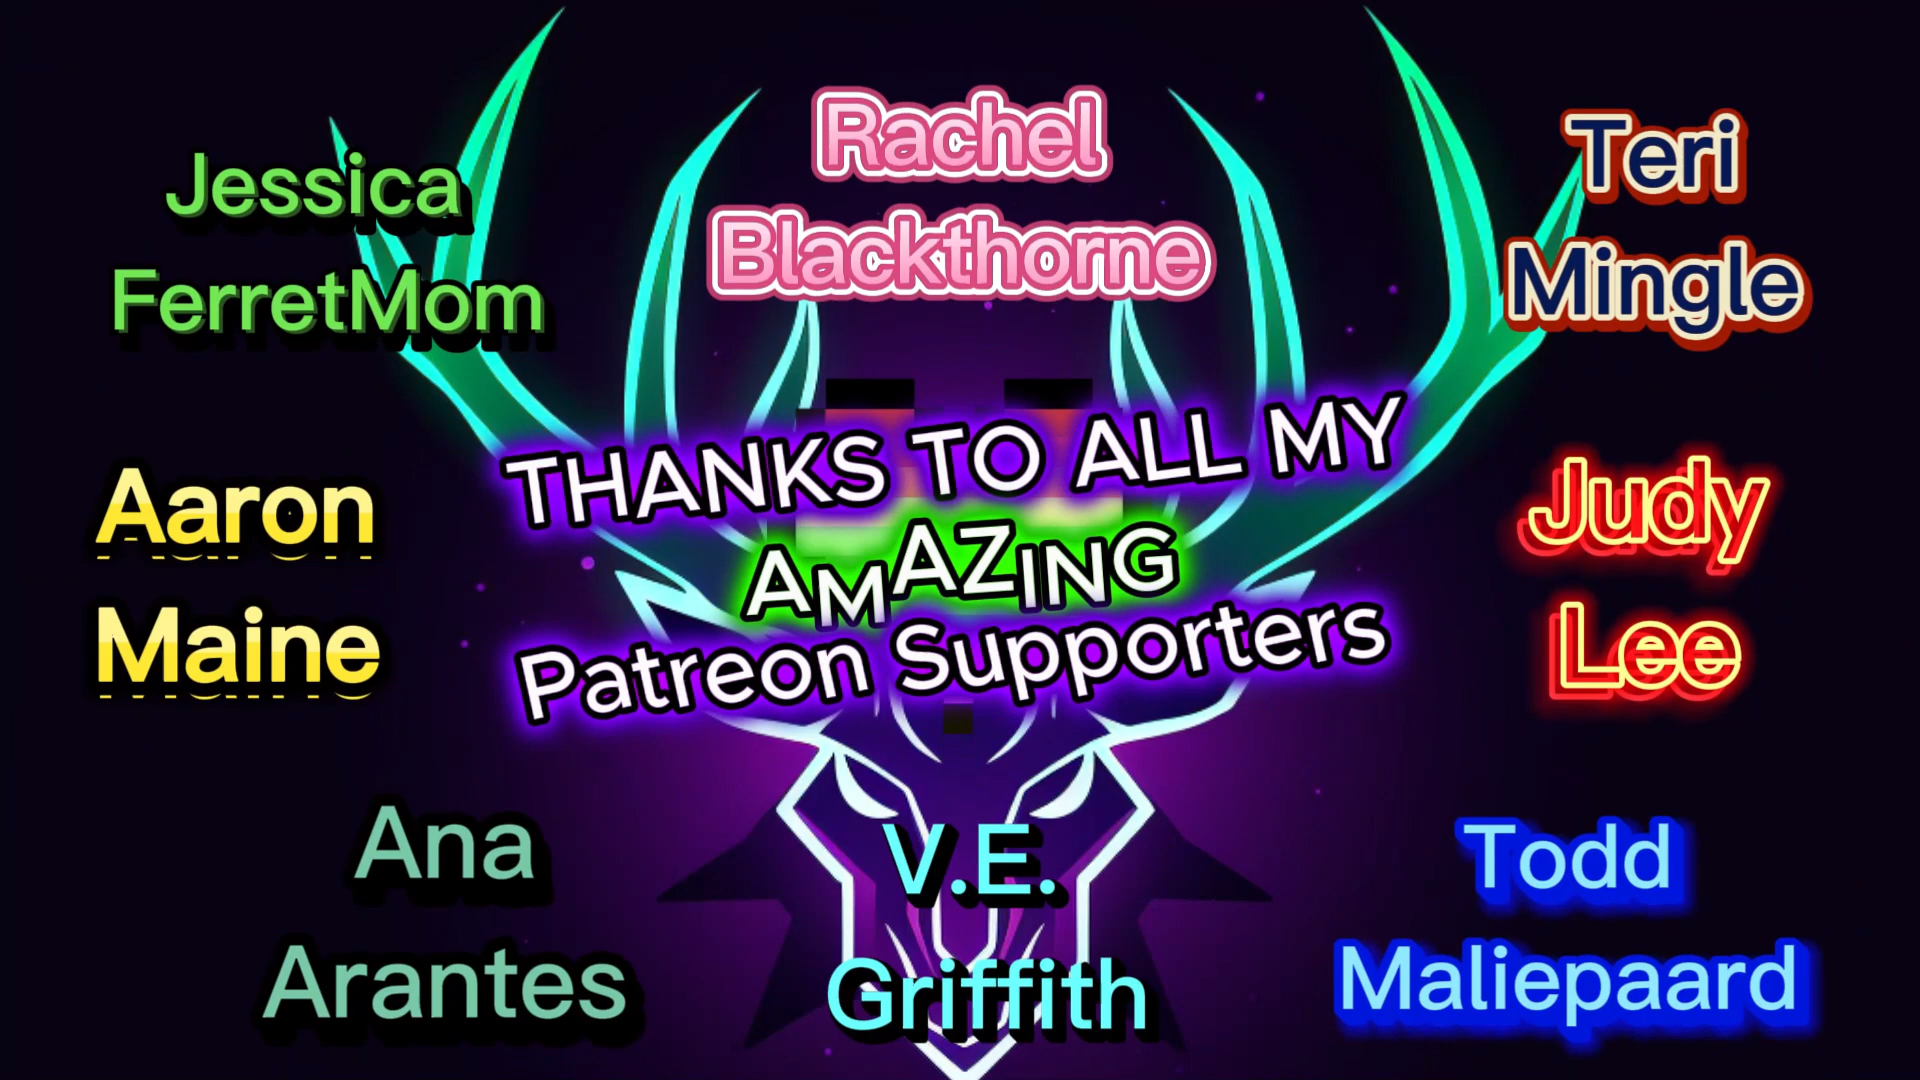 Jessica
FerretMom
Rachel
Blackthorne
Teri
Mingle
THANKS TO ALL MY
AMAZING
Patreon Supporters
Aaron
Maine
Judy
Lee
Ana
Arantes
V.E.
Griffith
Todd
Maliepaard